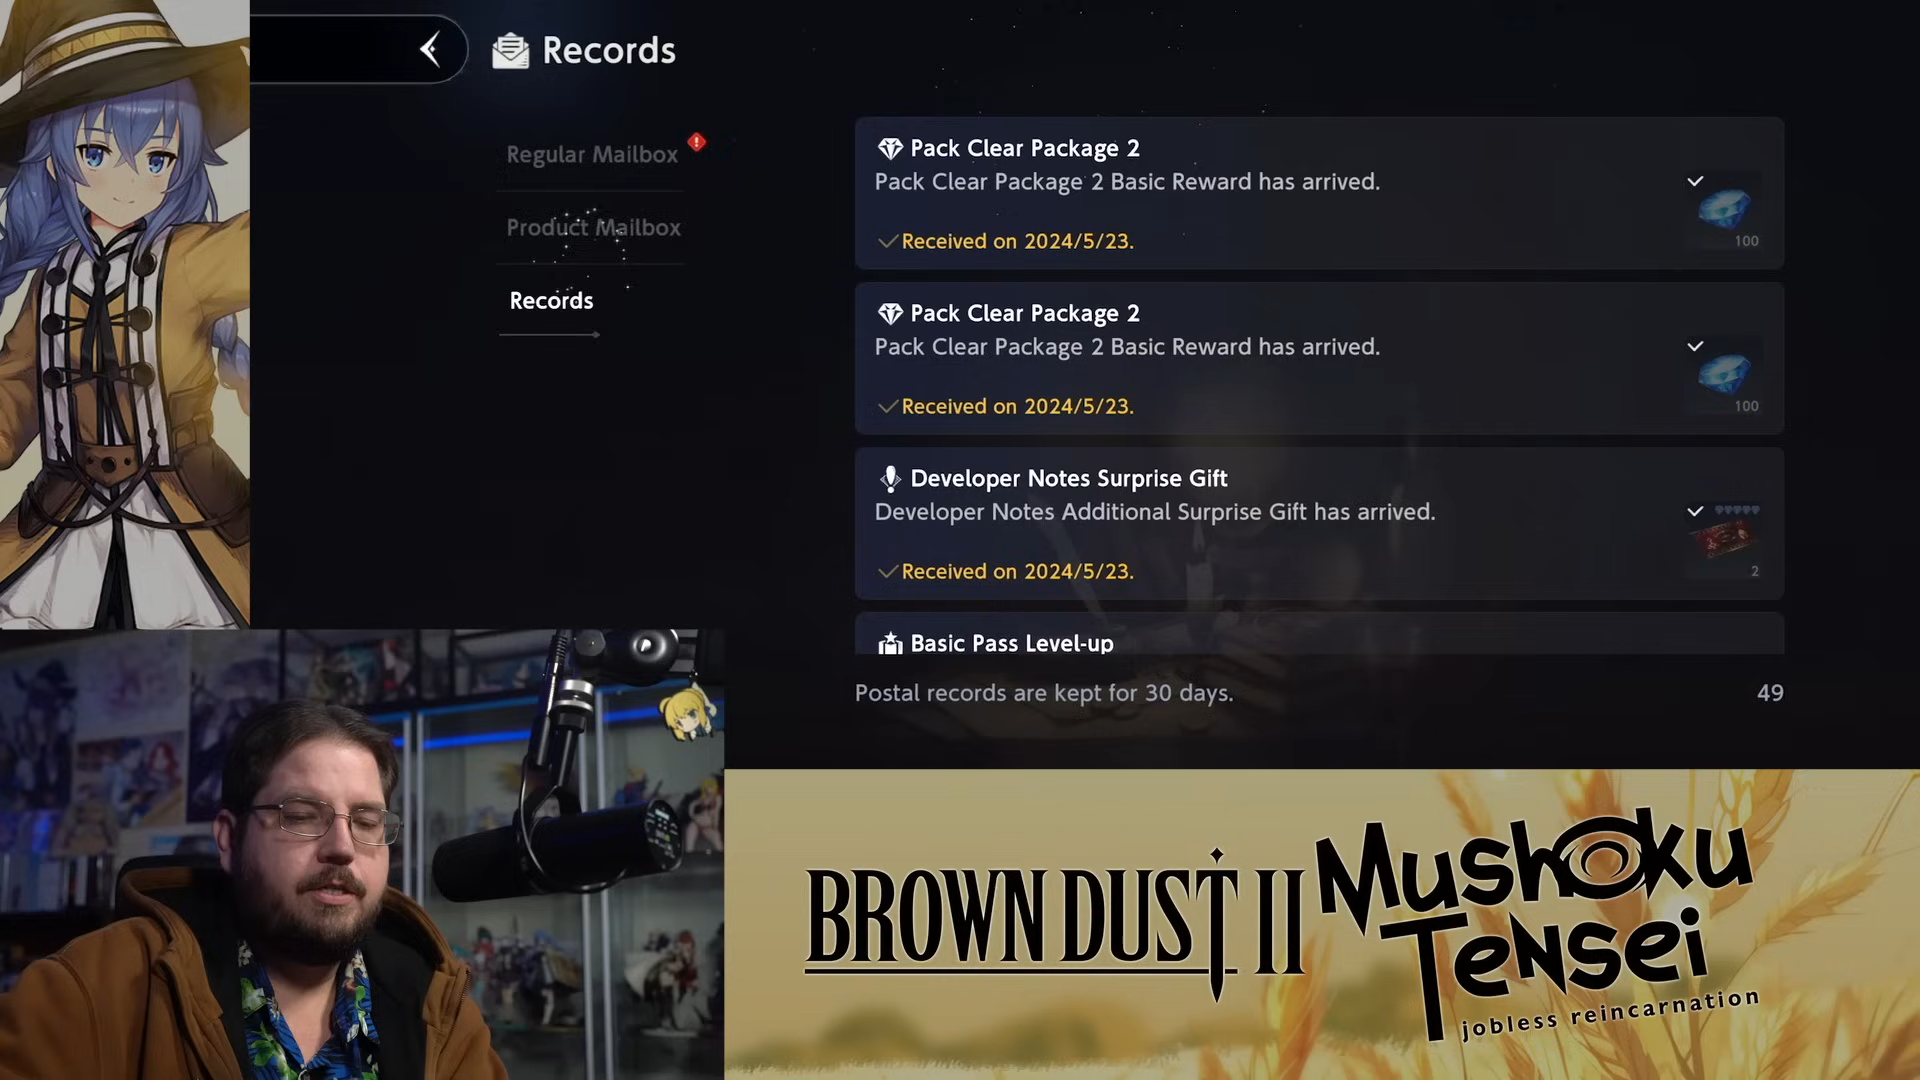 Records
Regular Mailbox
Product Mailbox
Records
Pack Clear Package 2
Pack Clear Package 2 Basic Reward has arrived.
Received on 2024/5/23.
100
Pack Clear Package 2
Pack Clear Package 2 Basic Reward has arrived.
Received on 2024/5/23.
100
Developer Notes Surprise Gift
Developer Notes Additional Surprise Gift has arrived.
Received on 2024/5/23.
2
Basic Pass Level-up
Postal records are kept for 30 days.
49
BROWN DUST II
Mushoku
Tensei
jobless reincarnation